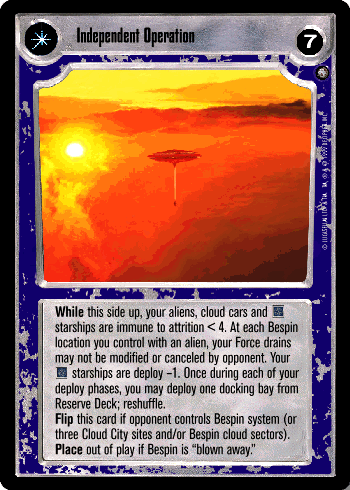 Independent Operation
7
While this side up, your aliens, cloud cars and
starships are immune to attrition < 4. At each Bespin
location you control with an alien, your Force drains
may not be modified or canceled by opponent. Your
starships are deploy –1. Once during each of your
deploy phases, you may deploy one docking bay from
Reserve Deck; reshuffle.
Flip this card if opponent controls Bespin system (or
three Cloud City sites and/or Bespin cloud sectors).
Place out of play if Bespin is “blown away.”